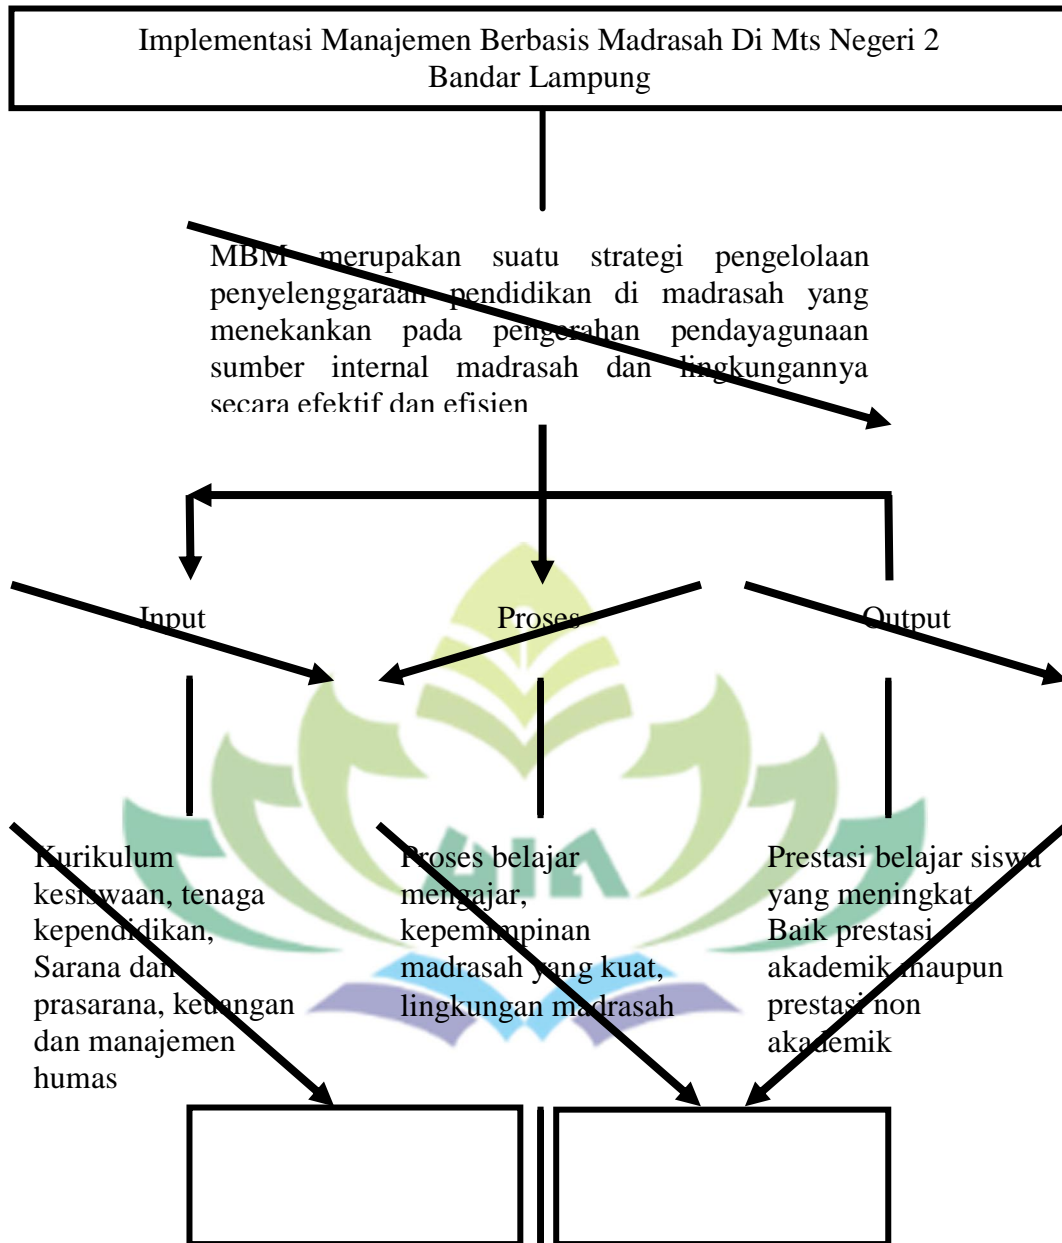 Implementasi Manajemen Berbasis Madrasah Di Mts Negeri 2
Bandar Lampung
MBM merupakan suatu strategi pengelolaan
penyelenggaraan pendidikan di madrasah yang
menekankan pada pengerahan pendayagunaan
sumber internal madrasah dan lingkungannya
secara efektif dan efisien
Input
Proses
Output
Kurikulum
kesiswaan, tenaga
kependidikan,
Sarana dan
prasarana, keuangan
dan manajemen
humas
Proses belajar
mengajar,
kepemimpinan
madrasah yang kuat,
lingkungan madrasah
Prestasi belajar siswa
yang meningkat
Baik prestasi
akademik maupun
prestasi non
akademik